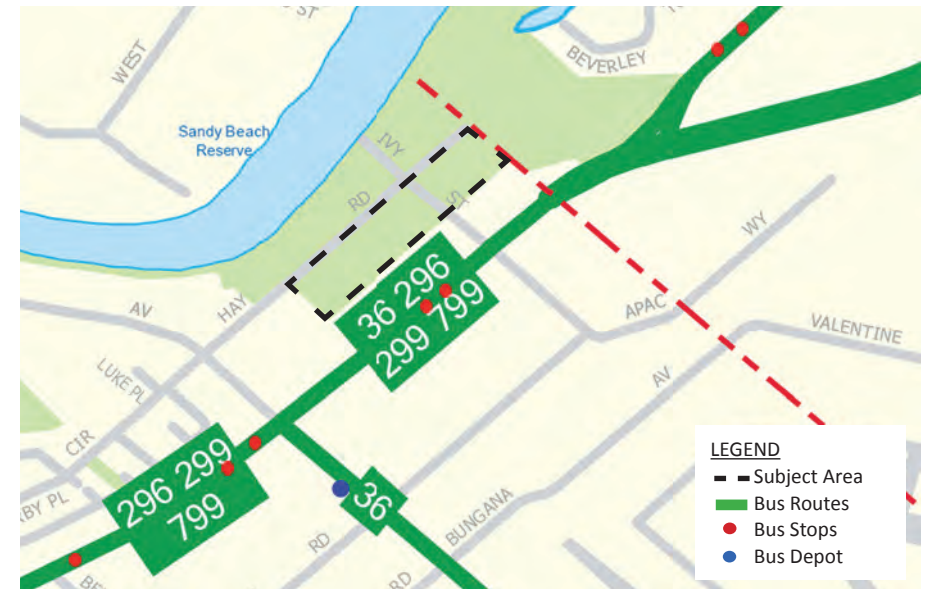 ST
WEST
BEVERLEY
Sandy Beach
Reserve
IVY
RD
ST
WY
36 296
299 799
HAY
AV
APAC
VALENTINE
LUKE PL
AV
CIR
296 299
799
RBY PL
36
BUNGANA
RD
RD
BE
LEGEND
Subject Area
Bus Routes
Bus Stops
Bus Depot